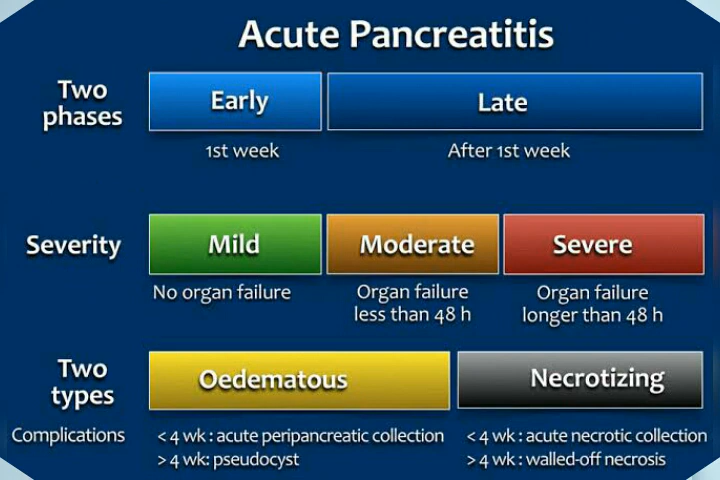 Acute Pancreatitis
Two phases
Early
Late
1st week
After 1st week
Severity
Mild
Moderate
Severe
No organ failure
Organ failure
less than 48 h
Organ failure
longer than 48 h
Two types
Oedematous
Necrotizing
Complications
< 4 wk : acute peripancreatic collection
> 4 wk: pseudocyst
< 4 wk : acute necrotic collection
> 4 wk : walled-off necrosis